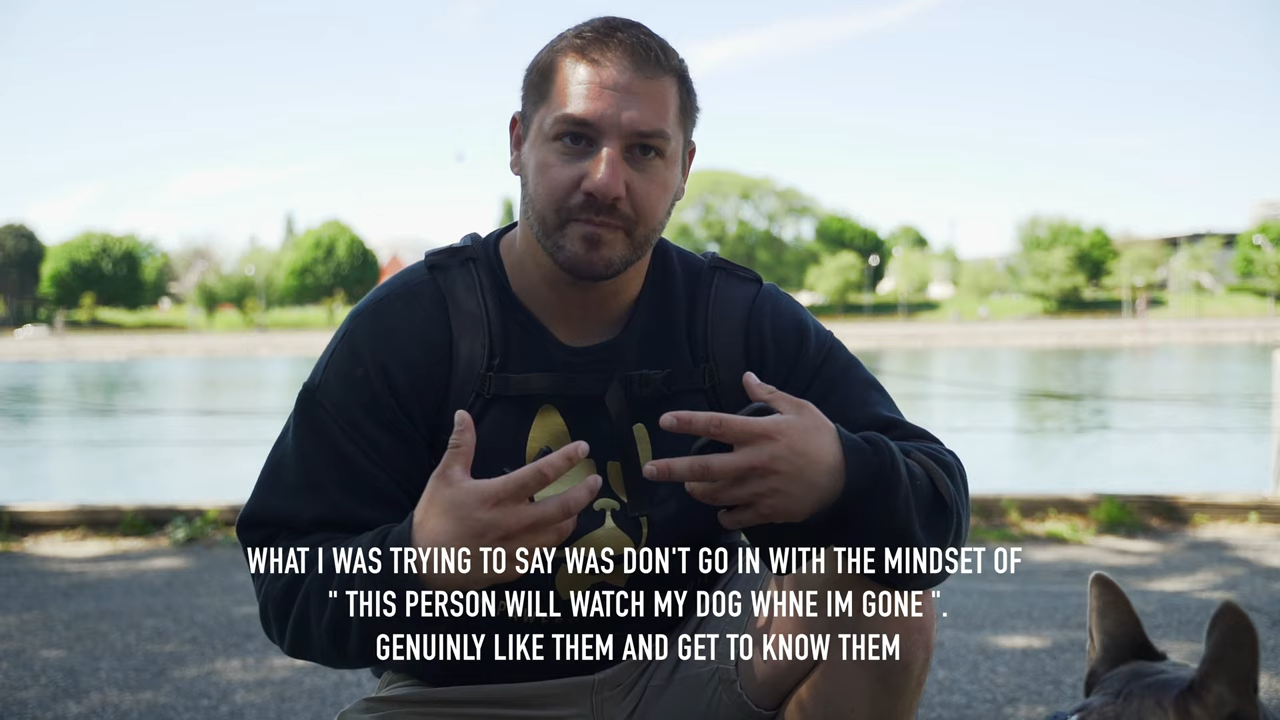 WHAT I WAS TRYING TO SAY WAS DON'T GO IN WITH THE MINDSET OF
" THIS PERSON WILL WATCH MY DOG WHNE IM GONE ".
GENUINLY LIKE THEM AND GET TO KNOW THEM